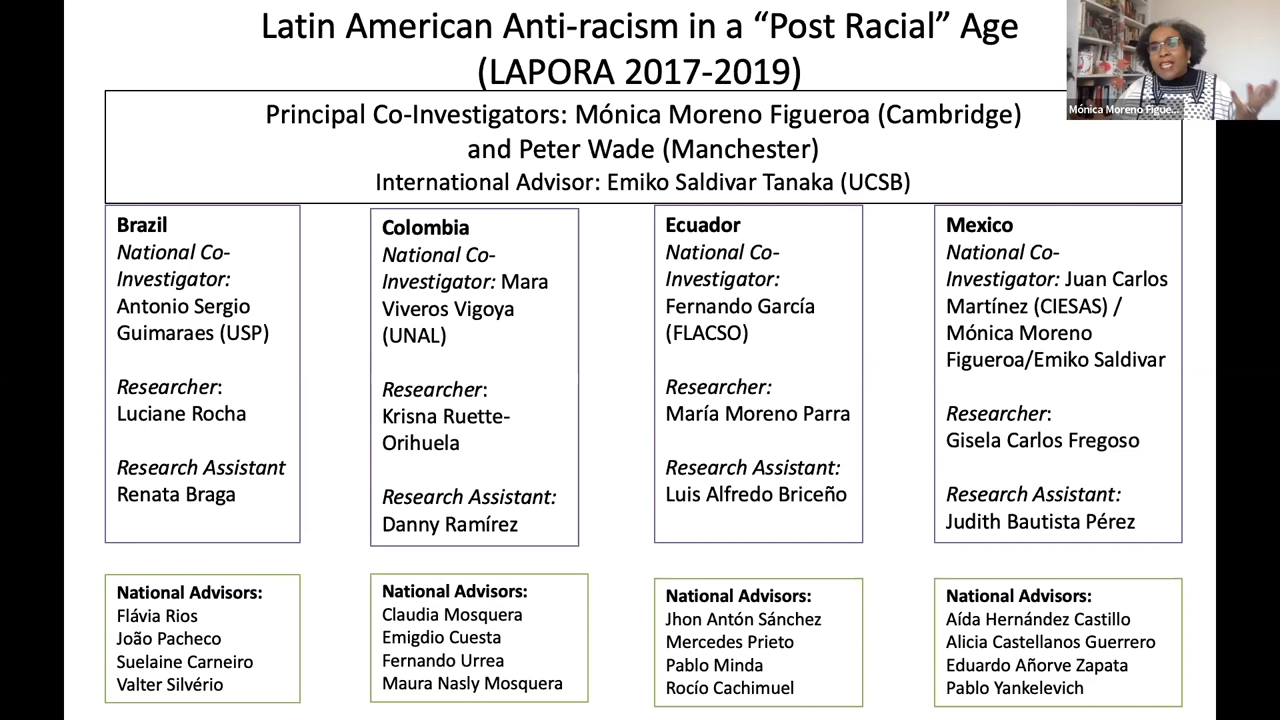 Latin American Anti-racism in a “Post Racial” Age
(LAPORA 2017-2019)
Mónica Moreno Figue...
Principal Co-Investigators: Mónica Moreno Figueroa (Cambridge)
and Peter Wade (Manchester)
International Advisor: Emiko Saldivar Tanaka (UCSB)
Brazil
National Co-
Investigator:
Antonio Sergio
Guimaraes (USP)
Researcher:
Luciane Rocha
Research Assistant
Renata Braga
Colombia
National Co-
Investigator: Mara
Viveros Vigoya
(UNAL)
Researcher:
Krisna Ruette-
Orihuela
Research Assistant:
Danny Ramírez
Ecuador
National Co-
Investigator:
Fernando García
(FLACSO)
Researcher:
María Moreno Parra
Research Assistant:
Luis Alfredo Briceño
Mexico
National Co-
Investigator: Juan Carlos
Martínez (CIESAS) /
Mónica Moreno
Figueroa/Emiko Saldivar
Researcher:
Gisela Carlos Fregoso
Research Assistant:
Judith Bautista Pérez
National Advisors:
Flávia Rios
João Pacheco
Suelaine Carneiro
Valter Silvério
National Advisors:
Claudia Mosquera
Emigdio Cuesta
Fernando Urrea
Maura Nasly Mosquera
National Advisors:
Jhon Antón Sánchez
Mercedes Prieto
Pablo Minda
Rocío Cachimuel
National Advisors:
Aída Hernández Castillo
Alicia Castellanos Guerrero
Eduardo Añorve Zapata
Pablo Yankelevich